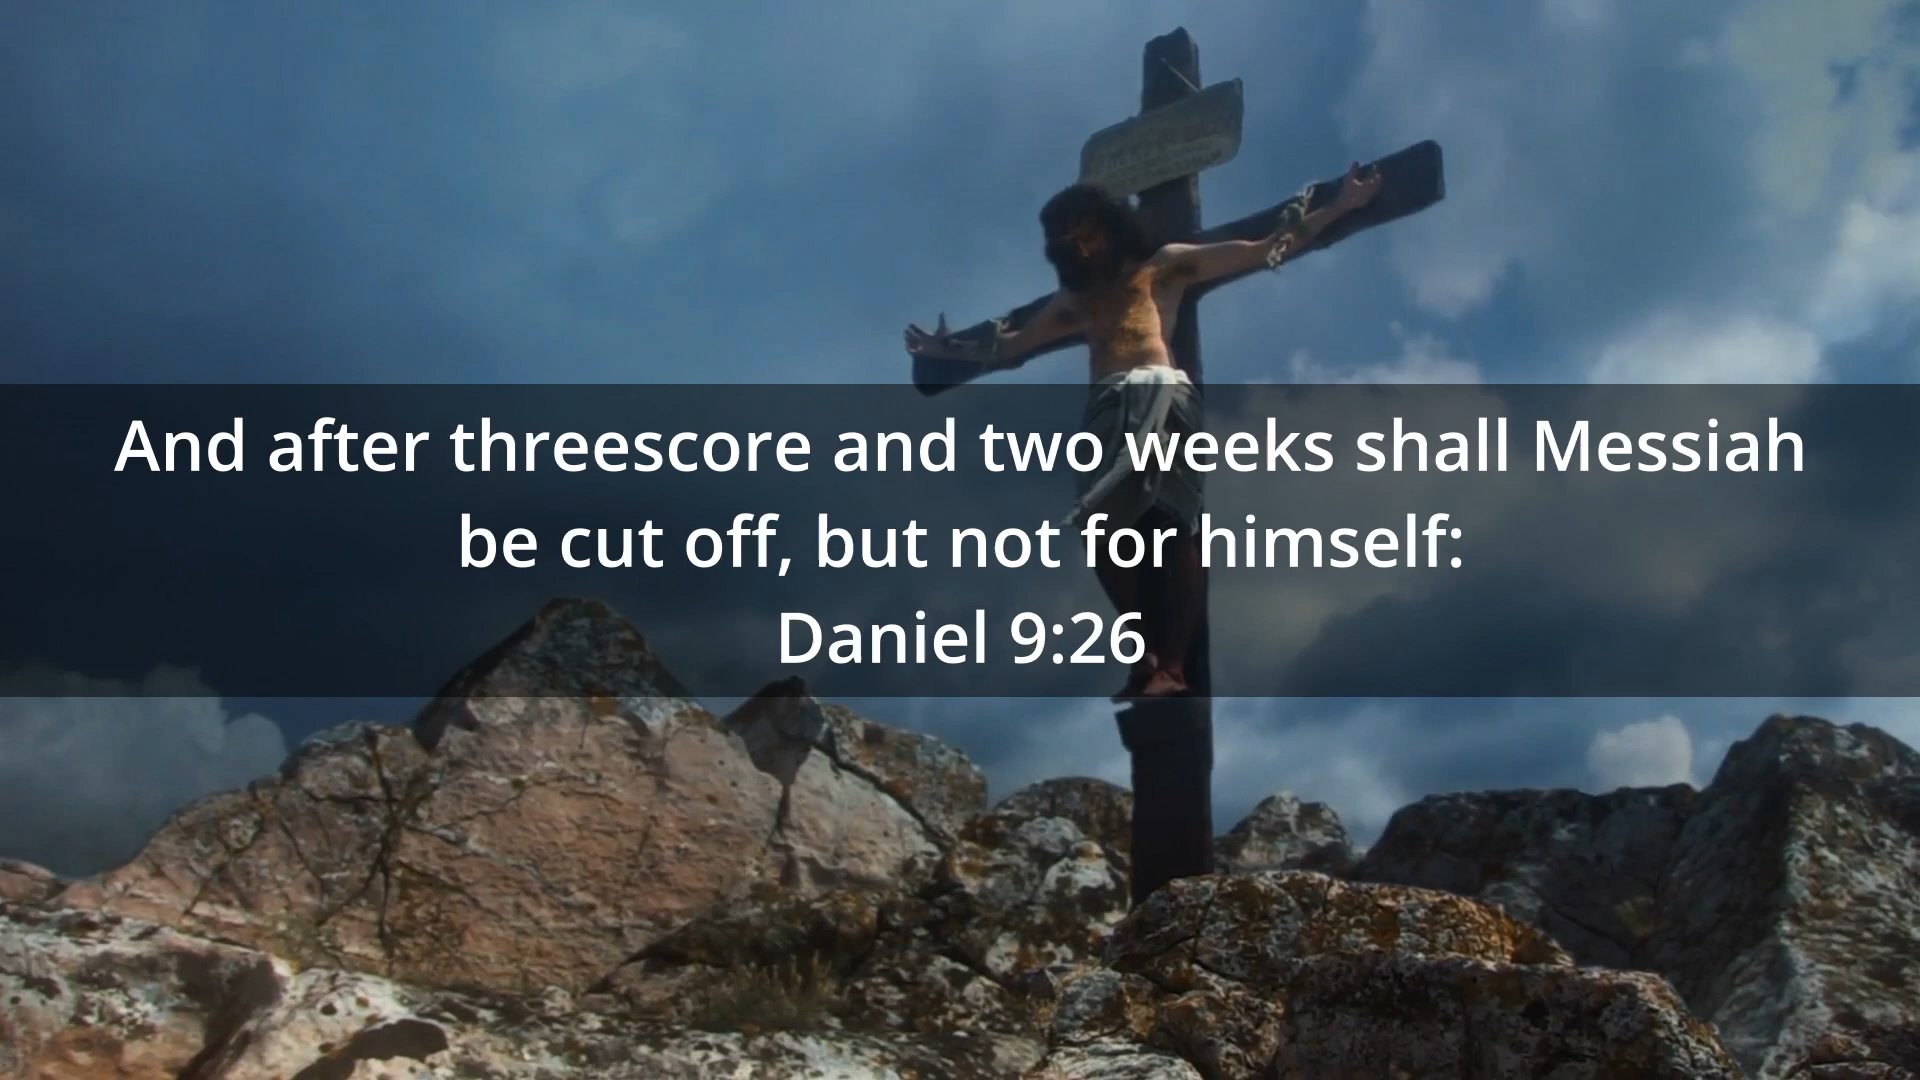 And after threescore and two weeks shall Messiah
be cut off, but not for himself:
Daniel 9:26